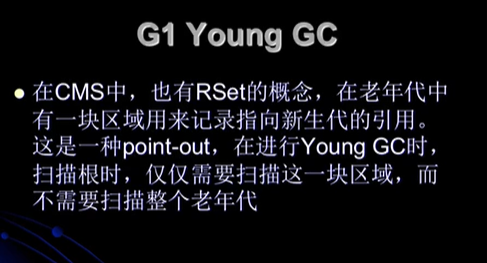 G1 Young GC
在CMS中，也有RSet的概念，在老年代中
有一块区域用来记录指向新生代的引用。
这是一种point-out，在进行Young GC时，
扫描根时，仅仅需要扫描这一块区域，而
不需要扫描整个老年代